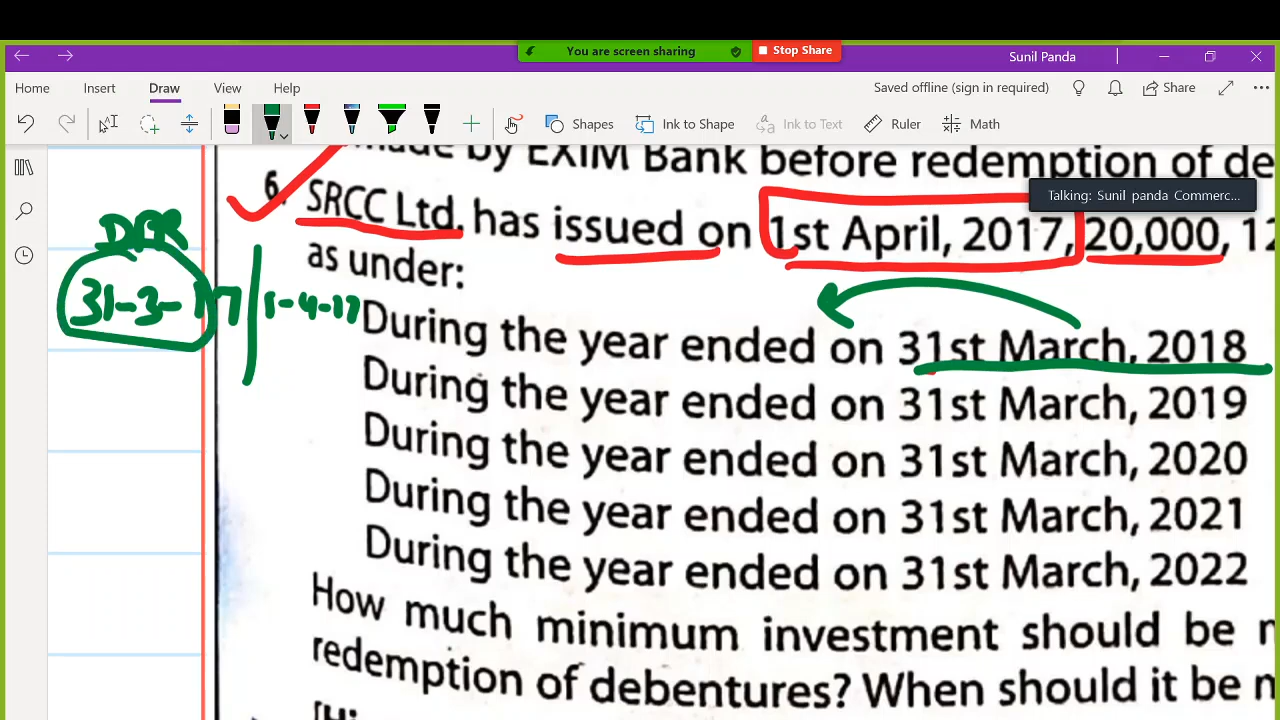 You are screen sharing Stop Share
Sunil Panda
Home Insert Draw View Help Saved offline (sign in required) Share
Shapes Ink to Shape Ink to Text Ruler Math
made by EXIM Bank before redemption of de
Talking: Sunil panda Commerc...
6. SRCC Ltd. has issued on 1st April, 2017, 20,000, 12
as under:
DRR
31-3-17 1-4-17
During the year ended on 31st March, 2018
During the year ended on 31st March, 2019
During the year ended on 31st March, 2020
During the year ended on 31st March, 2021
During the year ended on 31st March, 2022
How much minimum investment should be m
redemption of debentures? When should it be m